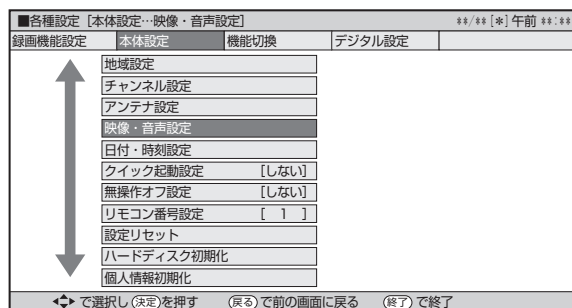 ■各種設定［本体設定…映像・音声設定］ **/**[*]午前 **:**
録画機能設定 本体設定 機能切換 デジタル設定
地域設定
チャンネル設定
アンテナ設定
映像・音声設定
日付・時刻設定
クイック起動設定 [しない]
無操作オフ設定 [しない]
リモコン番号設定 [ 1 ]
設定リセット
ハードディスク初期化
個人情報初期化
で選択し 決定 を押す 戻る で前の画面に戻る 終了 で終了